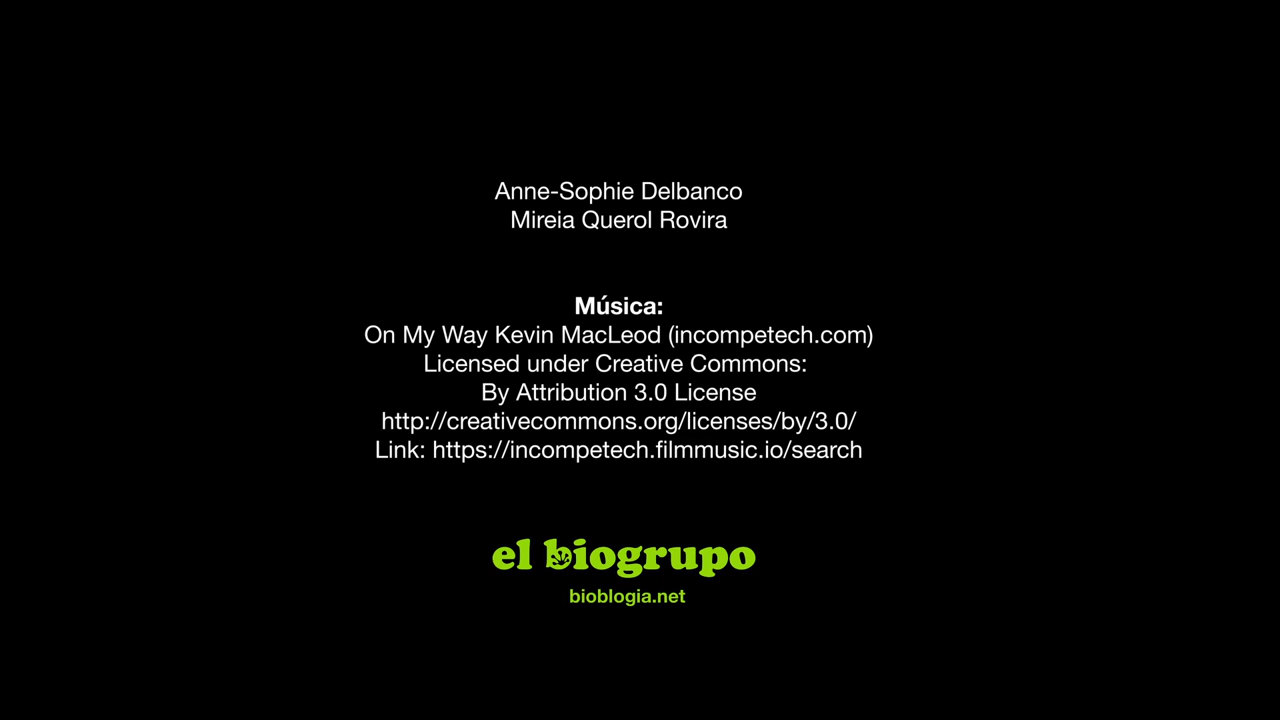 Anne-Sophie Delbanco
Mireia Querol Rovira
Música:
On My Way Kevin MacLeod (incompetech.com)
Licensed under Creative Commons:
By Attribution 3.0 License
http://creativecommons.org/licenses/by/3.0/
Link: https://incompetech.filmmusic.io/search
el biogrupo
bioblogia.net